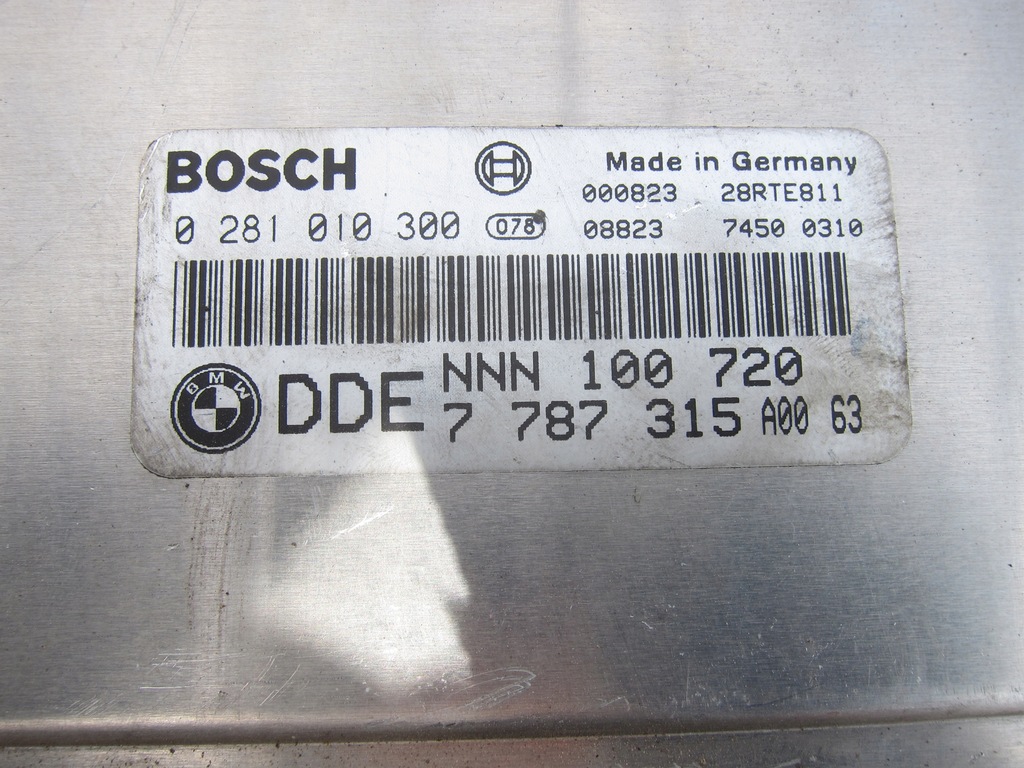 BOSCH
Made in Germany
000823 28RTE811
0 281 010 300 078 08823 7450 0310
BMW DDE NNN 100 720
7 787 315 A00 63